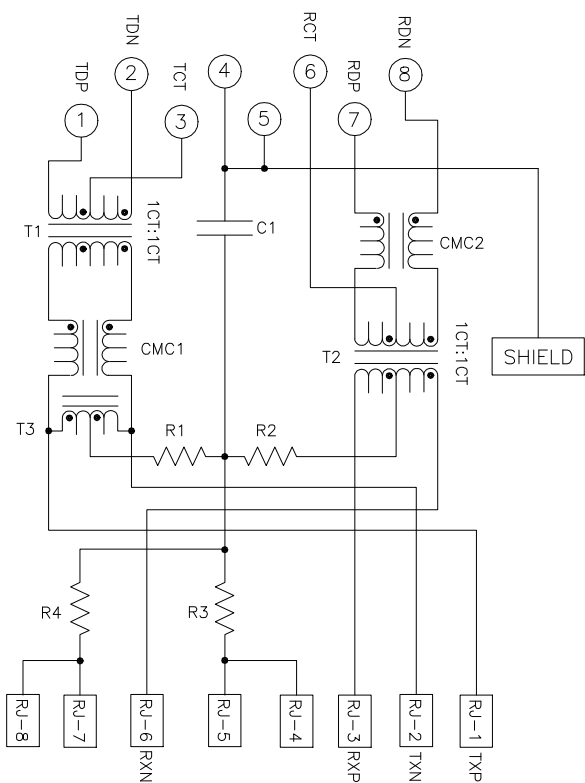 TDP
TDN
TCT
RCT
RDP
RDN
1
2
3
4
5
6
7
8
T1
1CT:1CT
C1
CMC2
CMC1
T2
1CT:1CT
SHIELD
T3
R1
R2
R4
R3
RJ-8
RJ-7
RJ-6 RXN
RJ-5
RJ-4
RJ-3 RXP
RJ-2 TXN
RJ-1 TXP